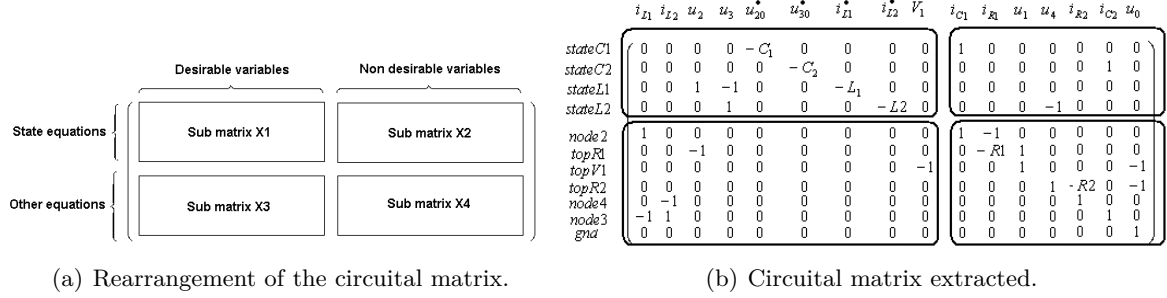 Desirable variables Non desirable variables
State equations Sub matrix X1 Sub matrix X2
Other equations Sub matrix X3 Sub matrix X4
(a) Rearrangement of the circuital matrix.
i_{L1} i_{L2} u_2 u_3 u^•_{20} u^•_{30} i^•_{L1} i^•_{L2} V_1 i_{C1} i_{R1} u_1 u_4 i_{R2} i_{C2} u_0
stateC1 0 0 0 0 -C_1 0 0 0 0 1 0 0 0 0 0 0
stateC2 0 0 0 0 0 -C_2 0 0 0 0 0 0 0 0 1 0
stateL1 0 0 1 -1 0 0 -L_1 0 0 0 0 0 0 0 0 0
stateL2 0 0 0 1 0 0 0 -L2 0 0 0 0 -1 0 0 0
node2 1 0 0 0 0 0 0 0 0 1 -1 0 0 0 0 0
topR1 0 0 -1 0 0 0 0 0 0 0 -R1 1 0 0 0 0
topV1 0 0 0 0 0 0 0 0 -1 0 0 1 0 0 0 -1
topR2 0 0 0 0 0 0 0 0 0 0 0 0 1 -R2 0 -1
node4 0 -1 0 0 0 0 0 0 0 0 0 0 0 1 0 0
node3 -1 1 0 0 0 0 0 0 0 0 0 0 0 0 1 0
gnd 0 0 0 0 0 0 0 0 0 0 0 0 0 0 0 1
(b) Circuital matrix extracted.